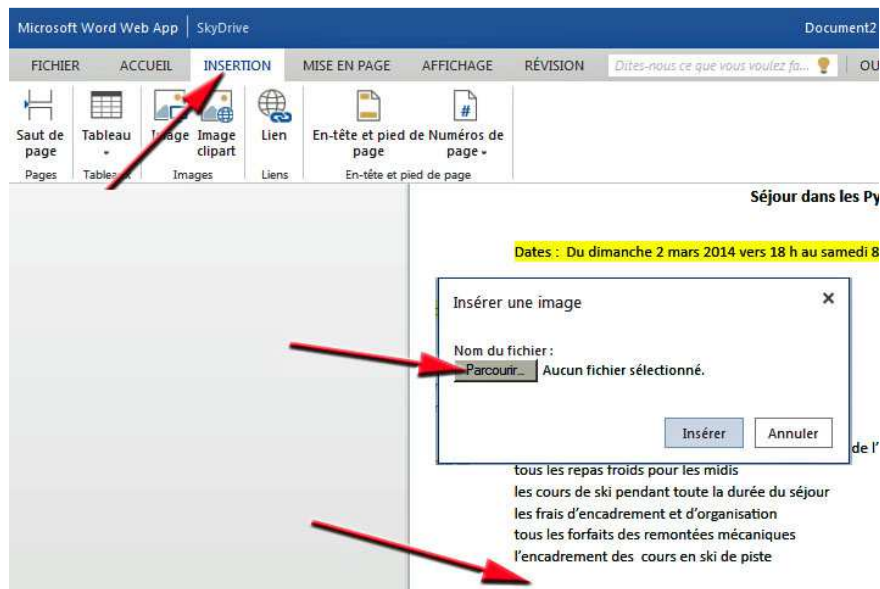 Microsoft Word Web App | SkyDrive Document2
FICHIER ACCUEIL INSERTION MISE EN PAGE AFFICHAGE RÉVISION Dites-nous ce que vous voulez fa... OU
Saut de page Tableau Image Image clipart Lien En-tête et pied de page Numéros de page
Pages Tableaux Images Liens En-tête et pied de page
Séjour dans les Py
Dates : Du dimanche 2 mars 2014 vers 18 h au samedi 8
Insérer une image
Nom du fichier :
Parcourir... Aucun fichier sélectionné.
Insérer Annuler
de l'
tous les repas froids pour les midis
les cours de ski pendant toute la durée du séjour
les frais d'encadrement et d'organisation
tous les forfaits des remontées mécaniques
l'encadrement des cours en ski de piste